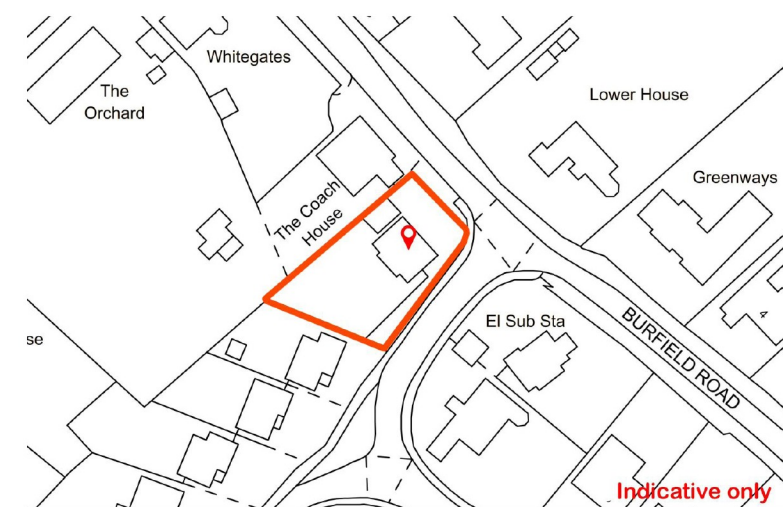 Whitegates
The
Orchard
Lower House
Greenways
The Coach
House
se
El Sub Sta
BURFIELD ROAD
4
Indicative only